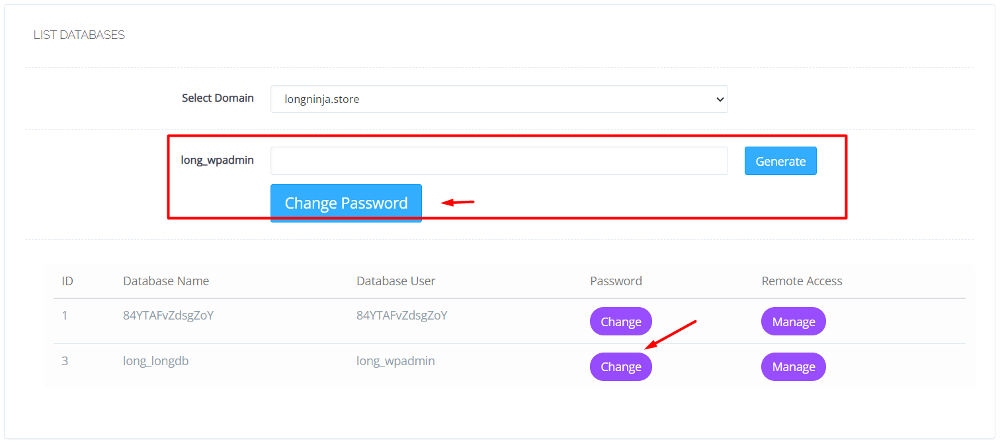 LIST DATABASES
Select Domain longninja.store
long_wpadmin Generate
Change Password
ID Database Name Database User Password Remote Access
1 84YTAFvZdsgZoY 84YTAFvZdsgZoY Change Manage
3 long_longdb long_wpadmin Change Manage